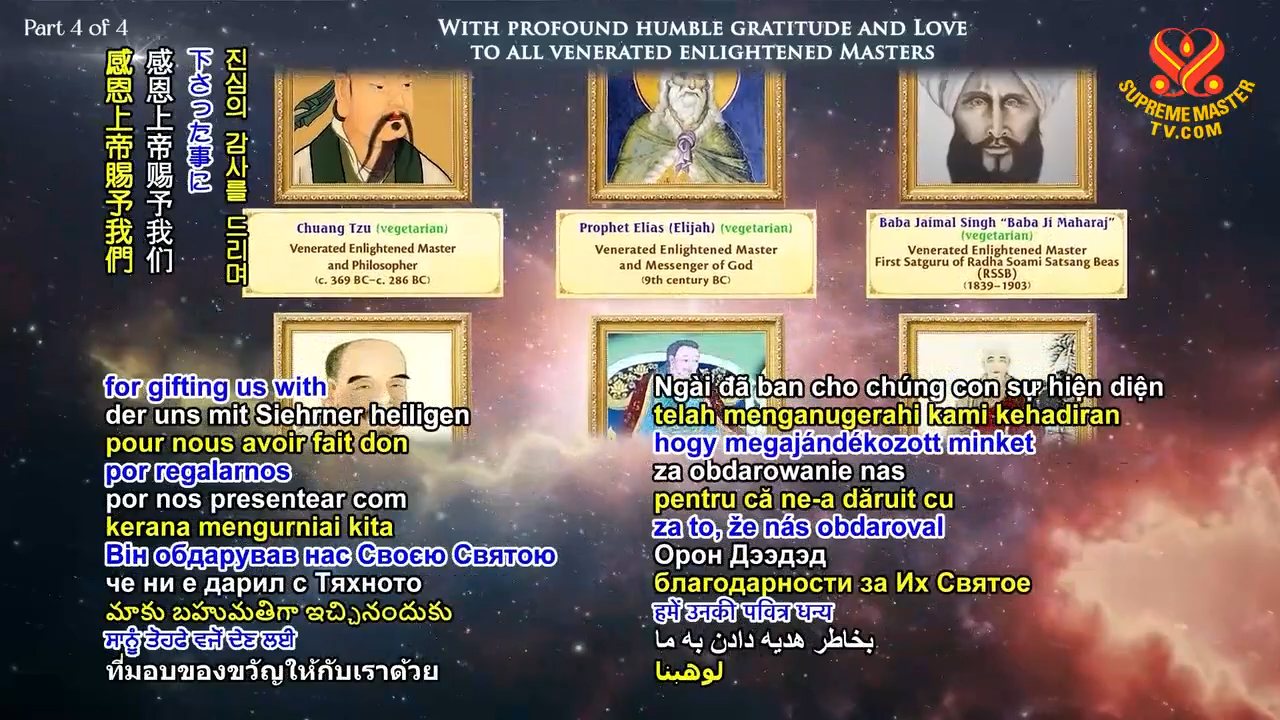 Part 4 of 4
WITH PROFOUND HUMBLE GRATITUDE AND LOVE
TO ALL VENERATED ENLIGHTENED MASTERS
SUPREME MASTER
TV.COM
진심의 감사를 드리며
下さった事に
感恩上帝赐予我们
感恩上帝賜予我們
Chuang Tzu (vegetarian)
Venerated Enlightened Master
and Philosopher
(c. 369 BC–c. 286 BC)
Prophet Elias (Elijah) (vegetarian)
Venerated Enlightened Master
and Messenger of God
(9th century BC)
Baba Jaimal Singh “Baba Ji Maharaj”
(vegetarian)
Venerated Enlightened Master
First Satguru of Radha Soami Satsang Beas
(RSSB)
(1839–1903)
for gifting us with
der uns mit Siehrner heiligen
pour nous avoir fait don
por regalarnos
por nos presentear com
kerana mengurniai kita
Він обдарував нас Своєю Святою
че ни е дарил с Тяхното
మాకు బహుమతిగా ఇచ్చినందుకు
ਸਾਨੂੰ ਤੋਹਫੇ ਵਜੋਂ ਦੇਣ ਲਈ
ที่มอบของขวัญให้กับเราด้วย
Ngài đã ban cho chúng con sự hiện diện
telah menganugerahi kami kehadiran
hogy megajándékozott minket
za obdarowanie nas
pentru că ne-a dăruit cu
za to, že nás obdaroval
Орон Дээдэд
благодарности за Их Святое
हमें उनकी पवित्र धन्य
بخاطر هدیه دادن به ما
لوهبنا